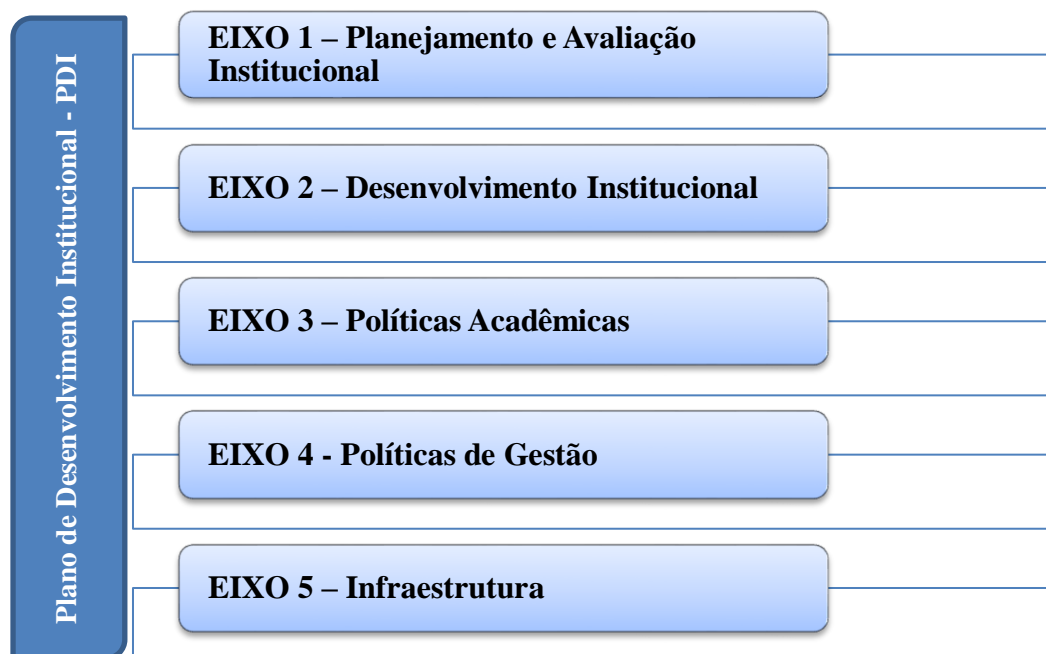 Plano de Desenvolvimento Institucional - PDI
EIXO 1 – Planejamento e Avaliação
Institucional
EIXO 2 – Desenvolvimento Institucional
EIXO 3 – Políticas Acadêmicas
EIXO 4 - Políticas de Gestão
EIXO 5 – Infraestrutura